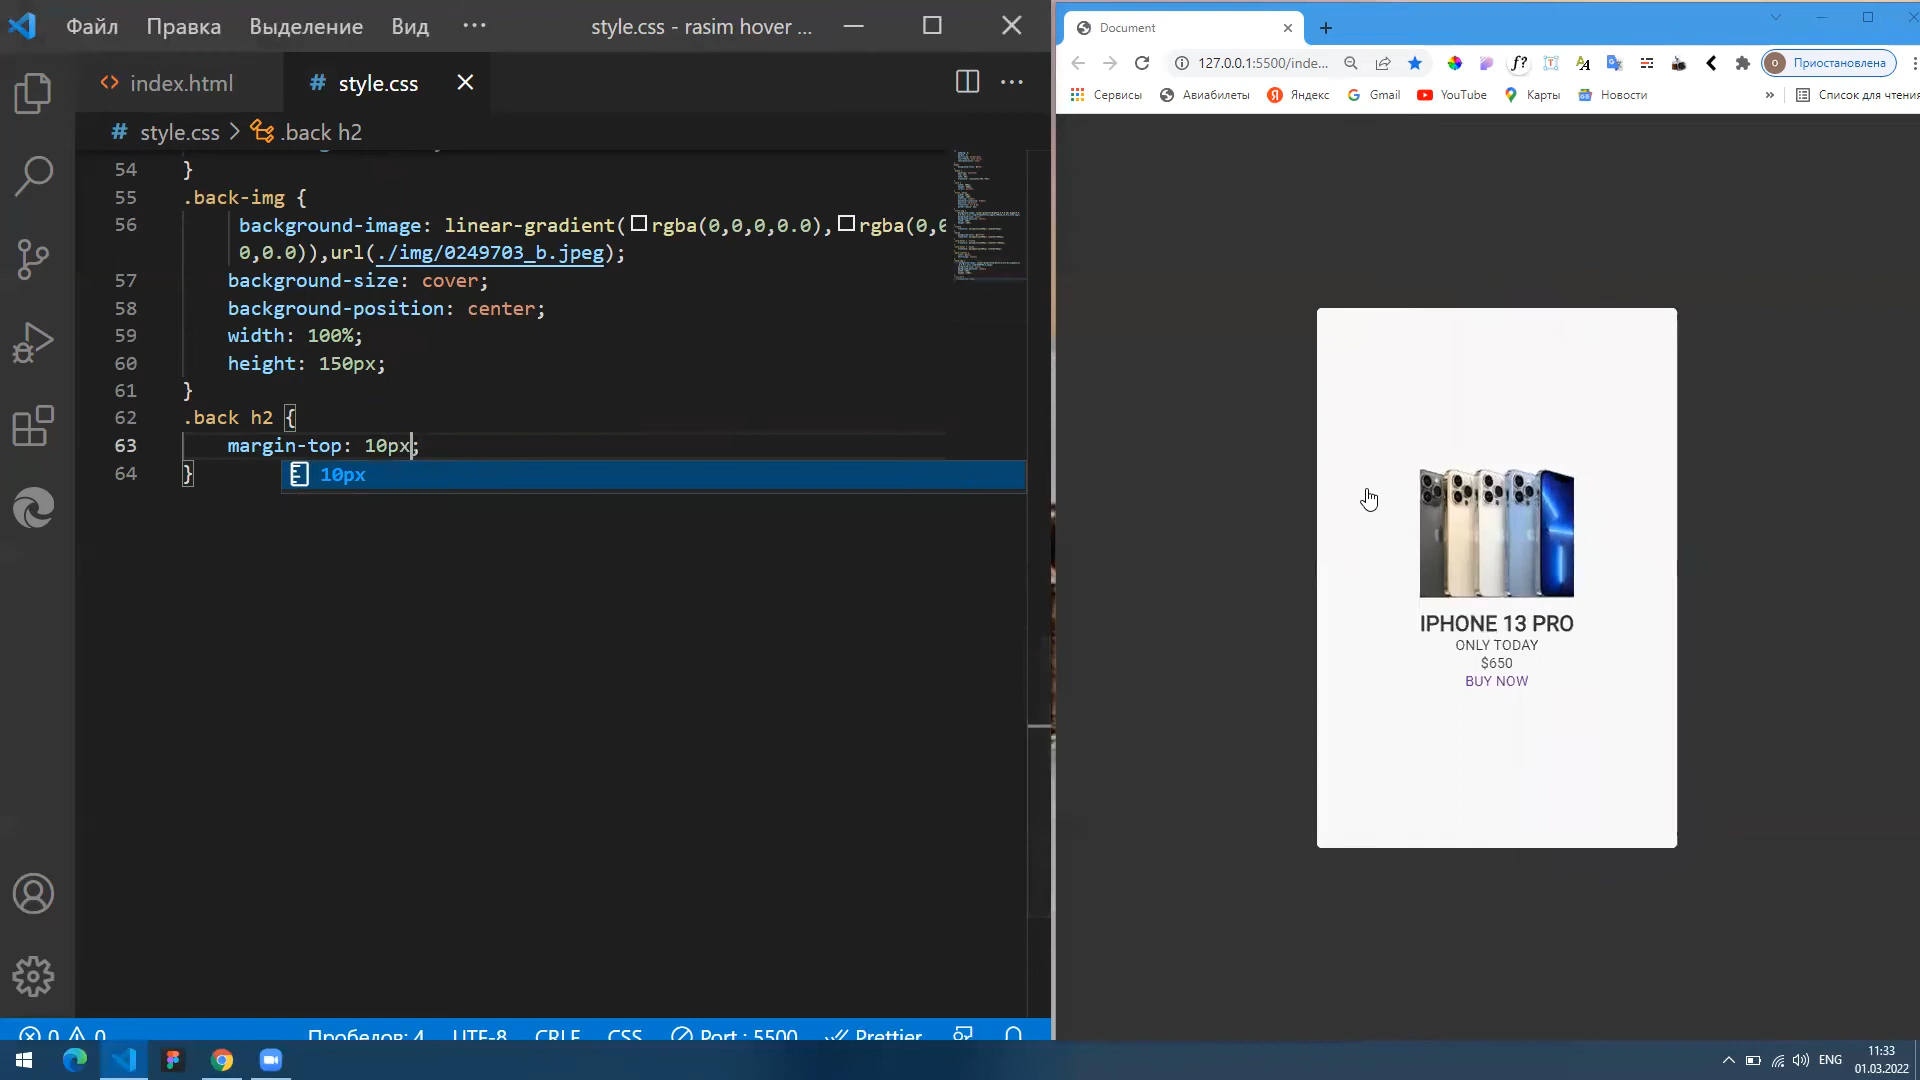 Файл Правка Выделение Вид ··· style.css - rasim hover ...
index.html # style.css
# style.css > .back h2
54 }
55 .back-img {
56 background-image: linear-gradient(rgba(0,0,0,0.0),rgba(0,
0,0.0)),url(./img/0249703_b.jpeg);
57 background-size: cover;
58 background-position: center;
59 width: 100%;
60 height: 150px;
61 }
62 .back h2 {
63 margin-top: 10px;
64 }
10px
0 0 Пробелов: 4 UTF-8 CRLF CSS Port : 5500 Prettier
Document
127.0.0.1:5500/inde... Приостановлена
Сервисы Авиабилеты Яндекс Gmail YouTube Карты Новости » Список для чтения
IPHONE 13 PRO
ONLY TODAY
$650
BUY NOW
ENG
11:33
01.03.2022